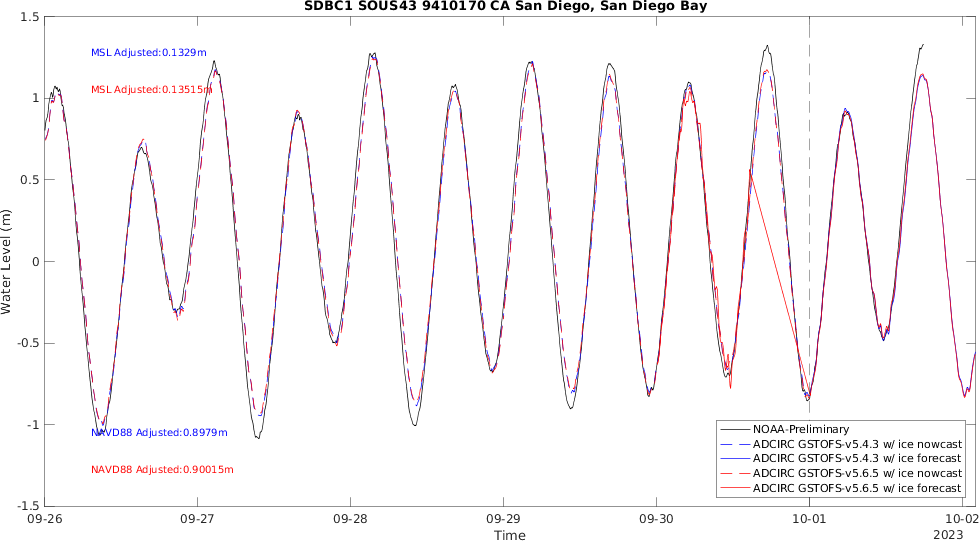 SDBC1 SOUS43 9410170 CA San Diego, San Diego Bay
1.5
1
0.5
0
-0.5
-1
-1.5
Water Level (m)
MSL Adjusted:0.1329m
MSL Adjusted:0.13515m
NAVD88 Adjusted:0.8979m
NAVD88 Adjusted:0.90015m
NOAA-Preliminary
ADCIRC GSTOFS-v5.4.3 w/ ice nowcast
ADCIRC GSTOFS-v5.4.3 w/ ice forecast
ADCIRC GSTOFS-v5.6.5 w/ ice nowcast
ADCIRC GSTOFS-v5.6.5 w/ ice forecast
09-26 09-27 09-28 09-29 09-30 10-01 10-02
Time
2023